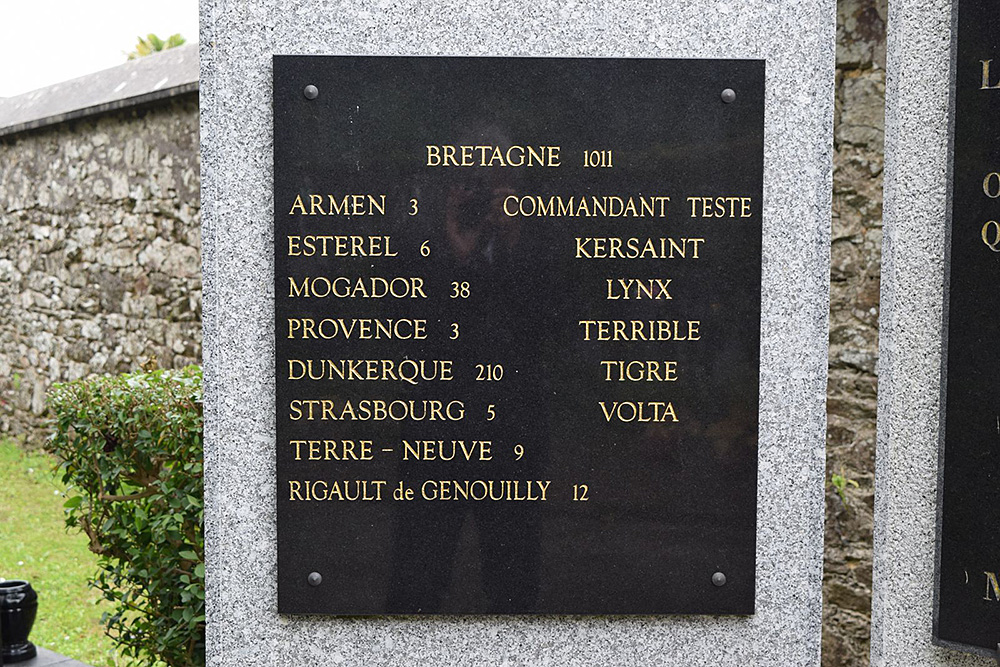 BRETAGNE 1011
ARMEN 3 COMMANDANT TESTE
ESTEREL 6 KERSAINT
MOGADOR 38 LYNX
PROVENCE 3 TERRIBLE
DUNKERQUE 210 TIGRE
STRASBOURG 5 VOLTA
TERRE - NEUVE 9
RIGAULT de GENOUILLY 12